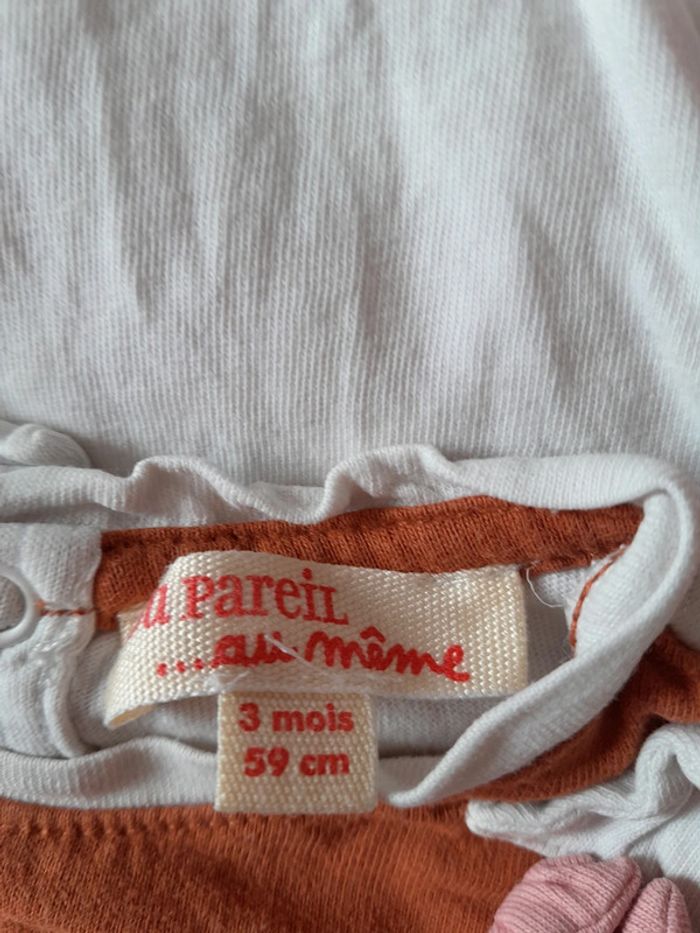 u Pareil
...au même
3 mois
59 cm